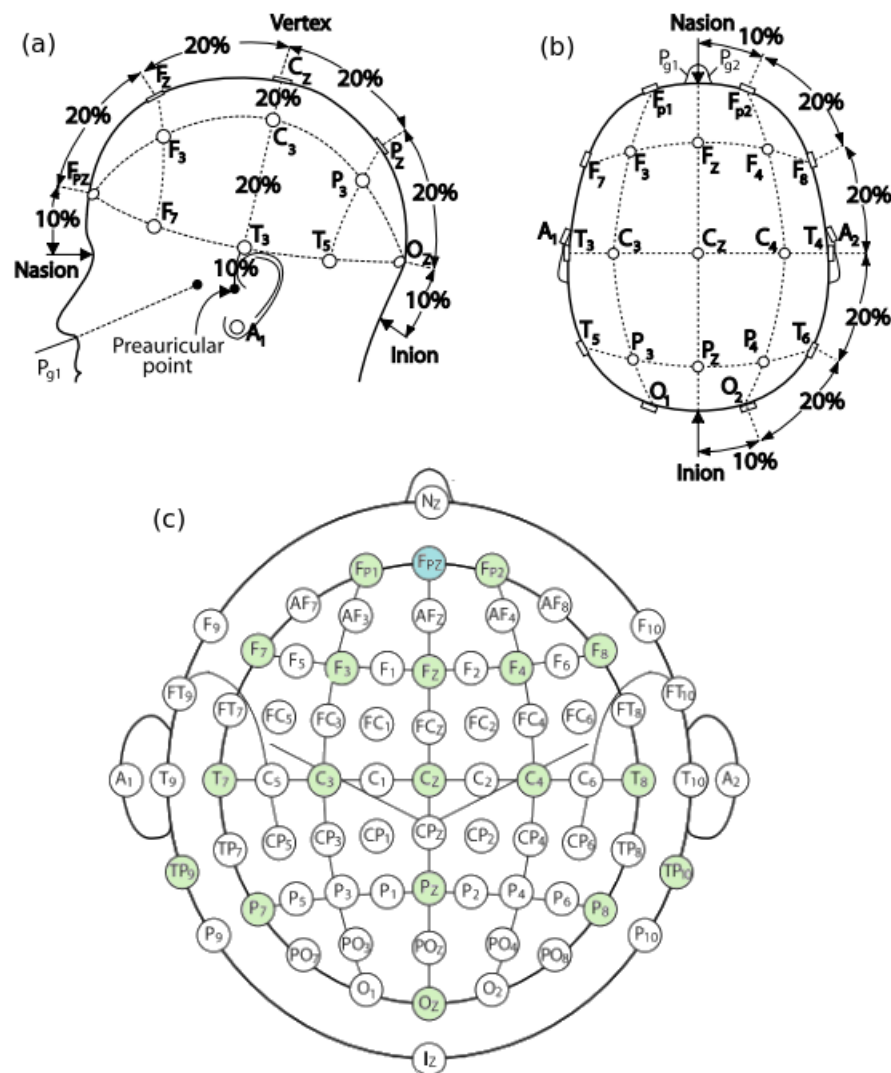 (a)
Vertex
20%
20%
FZ
CZ
20%
20%
20%
C3
F3
PZ
20%
FPZ
20%
P3
F7
10%
T3
T5
OZ
Nasion
10%
10%
A1
Preauricular
point
Inion
Pg1
(b)
Nasion
10%
Pg1
Pg2
Fp1
Fp2
20%
F7
F3
FZ
F4
F8
20%
A1
T3
C3
CZ
C4
T4
A2
20%
T5
P3
PZ
P4
T6
O1
O2
20%
Inion
10%
(c)
NZ
FP1
FPZ
FP2
AF7
AF3
AFZ
AF4
AF8
F9
F10
F7
F5
F3
F1
FZ
F2
F4
F6
F8
FT9
FT7
FC5
FC3
FC1
FCZ
FC2
FC4
FC6
FT8
FT10
A1
T9
T7
C5
C3
C1
CZ
C2
C4
C6
T8
T10
A2
TP9
TP7
CP5
CP3
CP1
CPZ
CP2
CP4
CP6
TP8
TP10
P9
P7
P5
P3
P1
PZ
P2
P4
P6
P8
P10
PO7
PO3
POZ
PO4
PO8
O1
OZ
O2
IZ